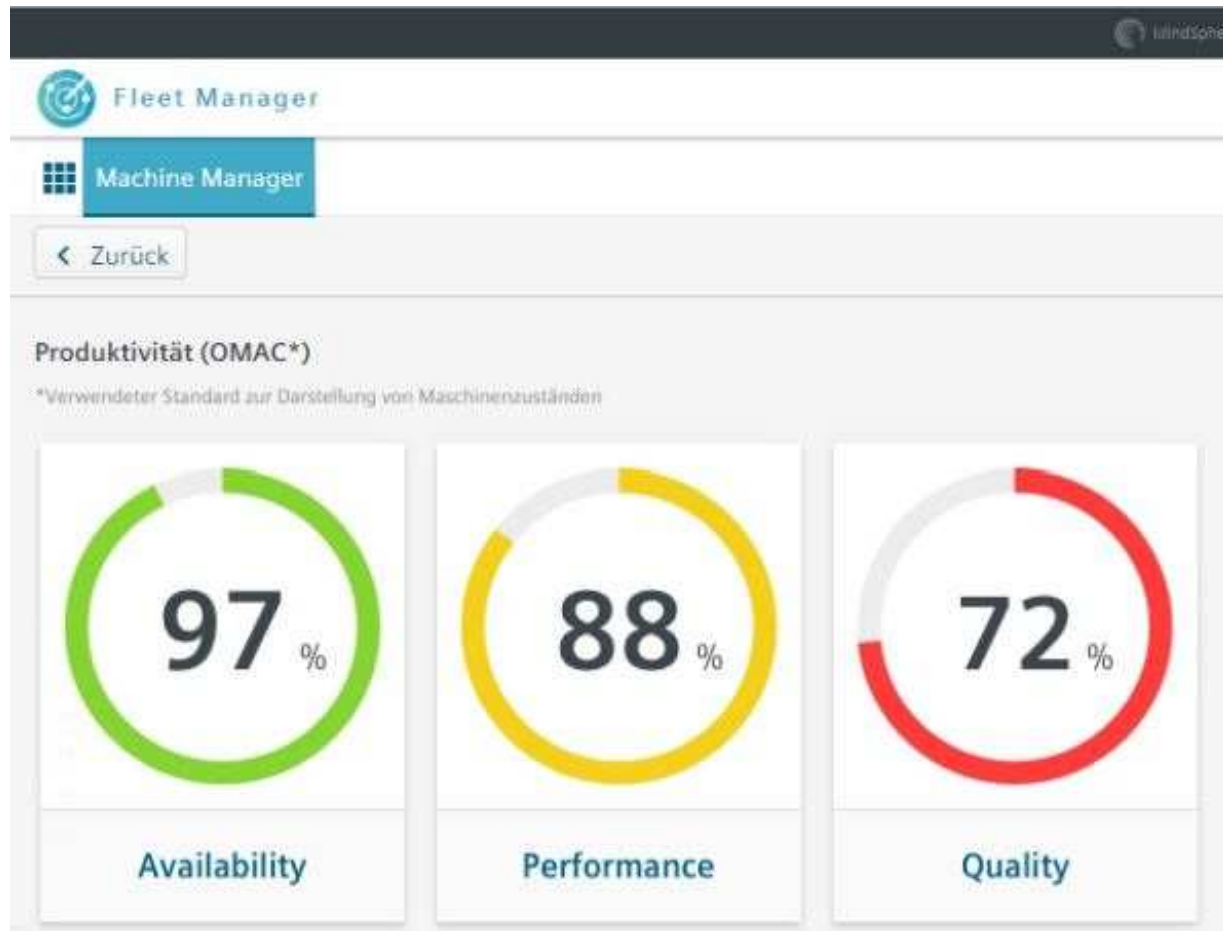 Fleet Manager
Machine Manager
Zurück
Produktivität (OMAC*)
*Verwendeter Standard zur Darstellung von Maschinenzuständen
97 % 88 % 72 %
Availability Performance Quality